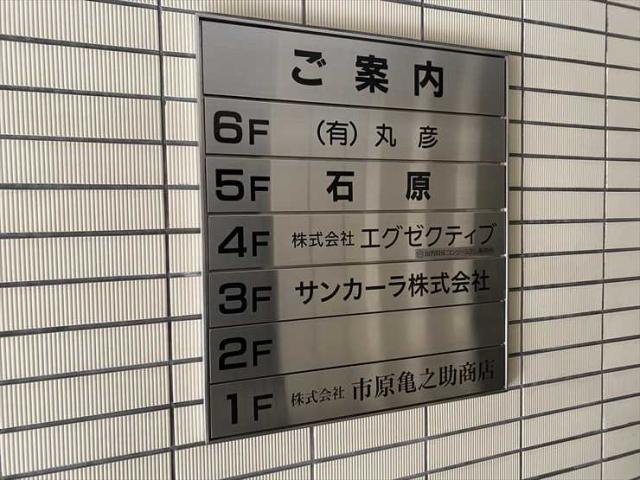 ご案内
6F （有）丸彦
5F 石原
4F 株式会社 エグゼクティブ
3F サンカーラ株式会社
2F
1F 株式会社 市原亀之助商店